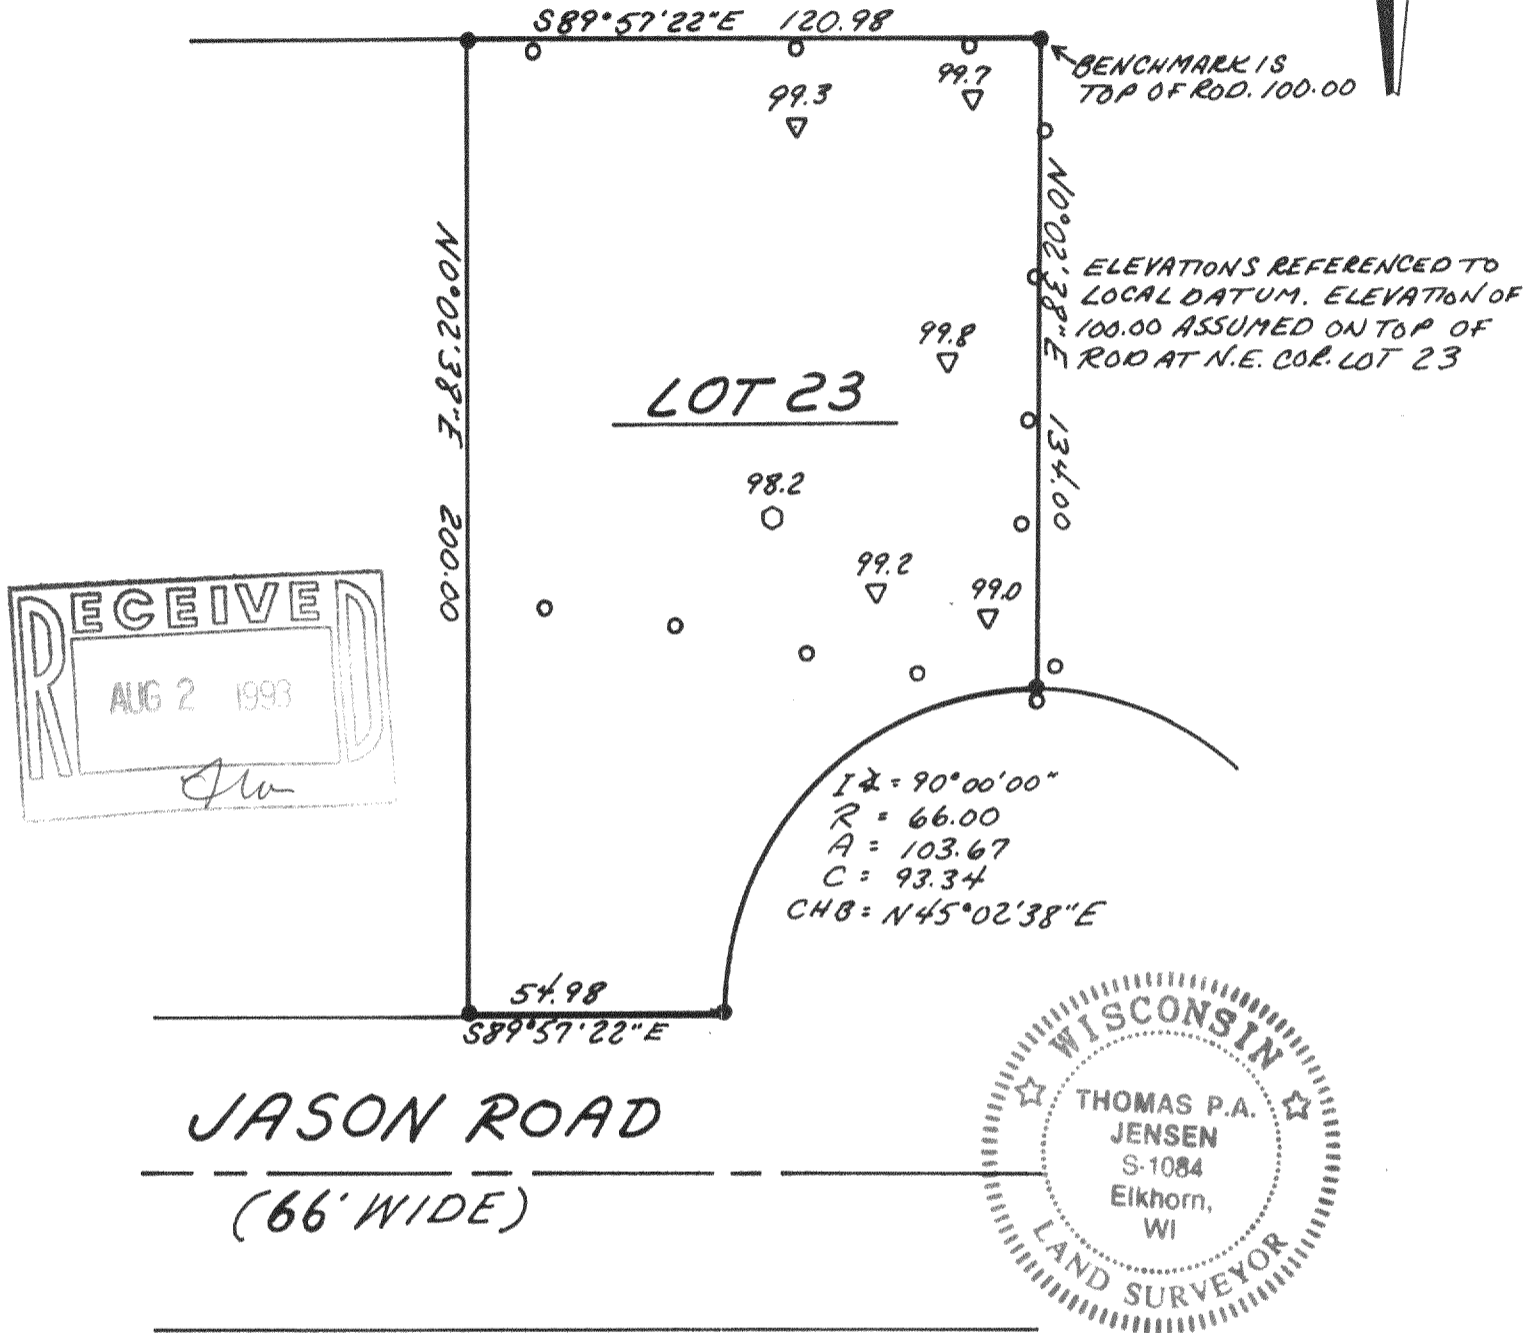 S89°57'22"E 120.98
BENCHMARK IS
TOP OF ROD. 100.00
99.3
99.7
N0°02'38"E 200.00
N0°02'38"E 134.00
ELEVATIONS REFERENCED TO
LOCAL DATUM. ELEVATION OF
100.00 ASSUMED ON TOP OF
ROD AT N.E. COR. LOT 23
99.8
LOT 23
98.2
99.2
99.0
RECEIVED
AUG 2 1993
I∡ = 90°00'00"
R = 66.00
A = 103.67
C = 93.34
CHB = N45°02'38"E
54.98
S89°57'22"E
JASON ROAD
(66' WIDE)
WISCONSIN
THOMAS P.A.
JENSEN
S-1084
Elkhorn,
WI
LAND SURVEYOR